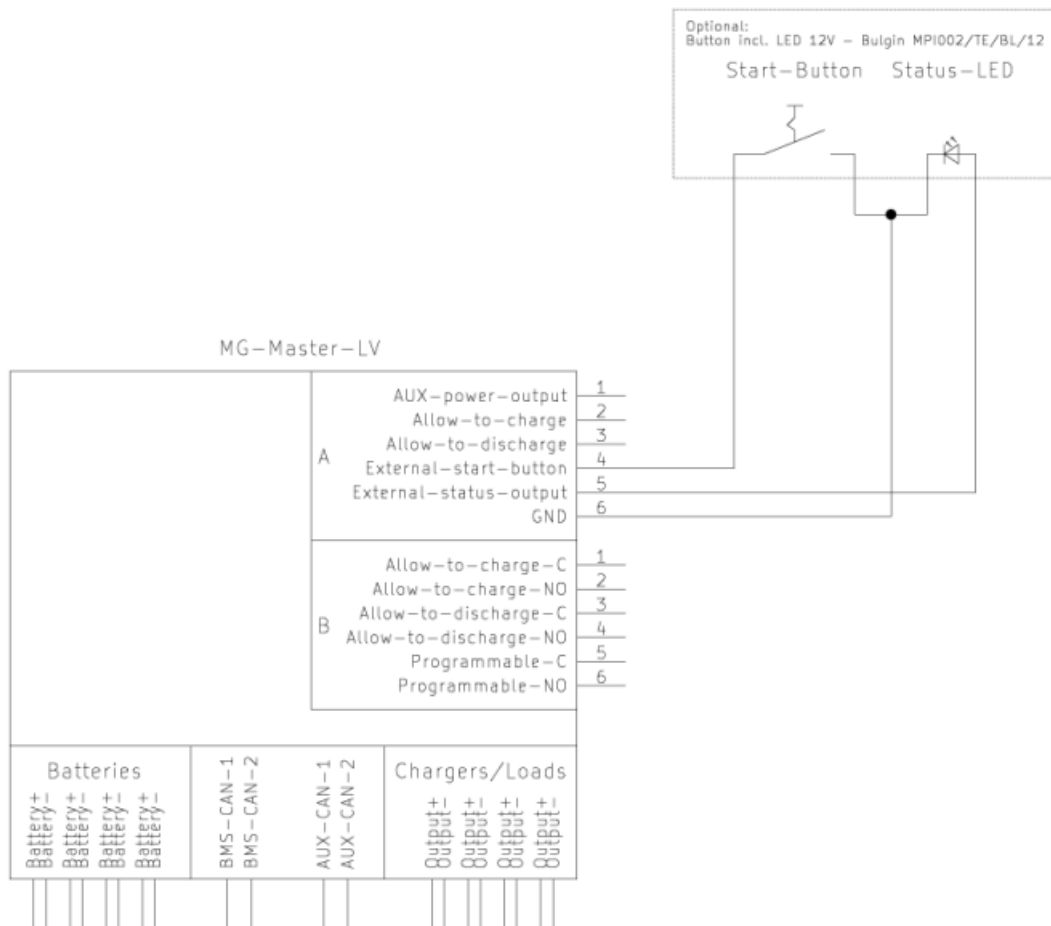 Optional:
Button incl. LED 12V – Bulgin MPI002/TE/BL/12
Start–Button Status–LED
MG–Master–LV
A
AUX–power–output 1
Allow–to–charge 2
Allow–to–discharge 3
External–start–button 4
External–status–output 5
GND 6
B
Allow–to–charge–C 1
Allow–to–charge–NO 2
Allow–to–discharge–C 3
Allow–to–discharge–NO 4
Programmable–C 5
Programmable–NO 6
Batteries
Battery+
Battery-
Battery+
Battery-
Battery+
Battery-
Battery+
Battery-
BMS–CAN–1
BMS–CAN–2
AUX–CAN–1
AUX–CAN–2
Chargers/Loads
Output+
Output-
Output+
Output-
Output+
Output-
Output+
Output-